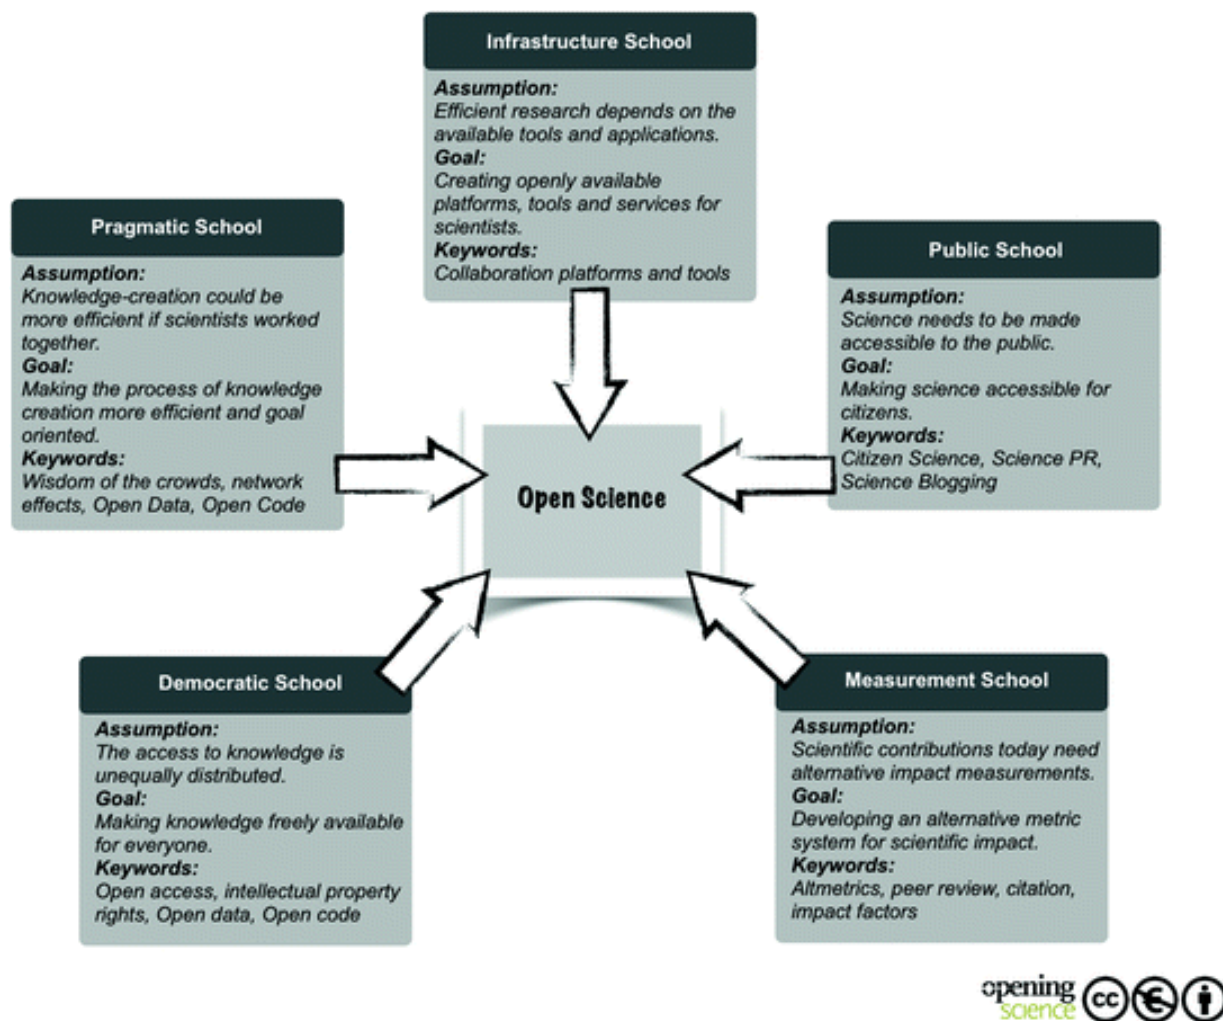 Infrastructure School
Assumption:
Efficient research depends on the
available tools and applications.
Goal:
Creating openly available
platforms, tools and services for
scientists.
Keywords:
Collaboration platforms and tools
Pragmatic School
Assumption:
Knowledge-creation could be
more efficient if scientists worked
together.
Goal:
Making the process of knowledge
creation more efficient and goal
oriented.
Keywords:
Wisdom of the crowds, network
effects, Open Data, Open Code
Public School
Assumption:
Science needs to be made
accessible to the public.
Goal:
Making science accessible for
citizens.
Keywords:
Citizen Science, Science PR,
Science Blogging
Open Science
Democratic School
Assumption:
The access to knowledge is
unequally distributed.
Goal:
Making knowledge freely available
for everyone.
Keywords:
Open access, intellectual property
rights, Open data, Open code
Measurement School
Assumption:
Scientific contributions today need
alternative impact measurements.
Goal:
Developing an alternative metric
system for scientific impact.
Keywords:
Altmetrics, peer review, citation,
impact factors
opening
science
cc